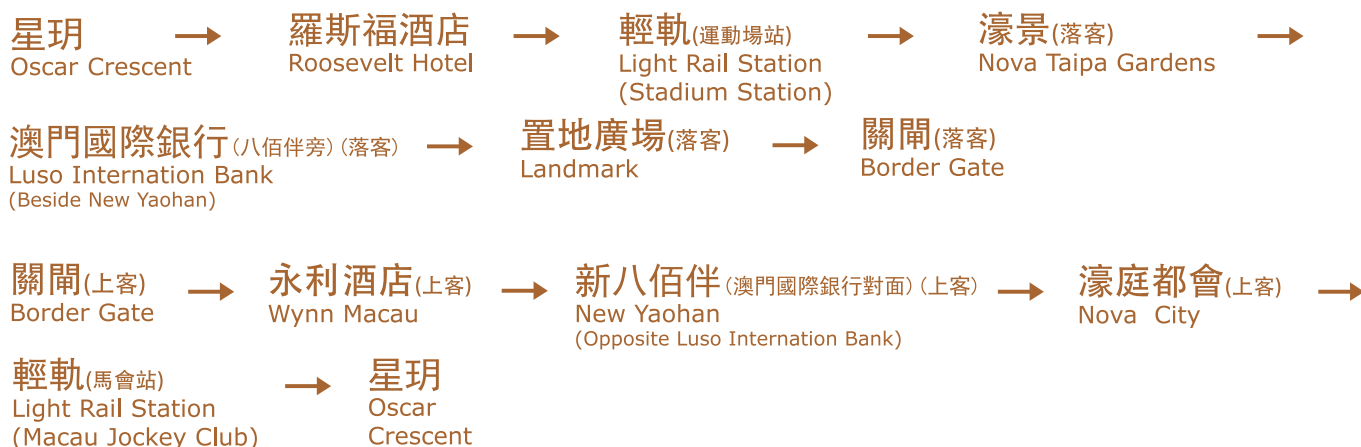 星玥 → 羅斯福酒店 → 輕軌(運動場站) → 濠景(落客) →
Oscar Crescent Roosevelt Hotel Light Rail Station Nova Taipa Gardens
(Stadium Station)
澳門國際銀行(八佰伴旁)(落客) → 置地廣場(落客) → 關閘(落客)
Luso Internation Bank Landmark Border Gate
(Beside New Yaohan)
關閘(上客) → 永利酒店(上客) → 新八佰伴(澳門國際銀行對面)(上客) → 濠庭都會(上客) →
Border Gate Wynn Macau New Yaohan Nova City
(Opposite Luso Internation Bank)
輕軌(馬會站) → 星玥
Light Rail Station Oscar
(Macau Jockey Club) Crescent